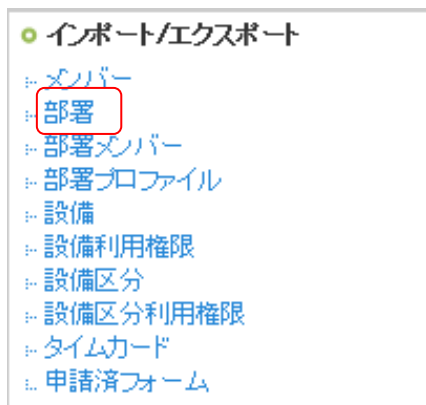 インポート/エクスポート
メンバー
部署
部署メンバー
部署プロファイル
設備
設備利用権限
設備区分
設備区分利用権限
タイムカード
申請済フォーム